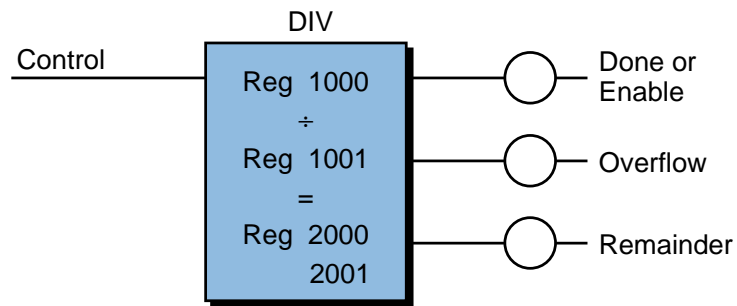 DIV
Control
Reg 1000
÷
Reg 1001
=
Reg 2000
2001
Done or
Enable
Overflow
Remainder